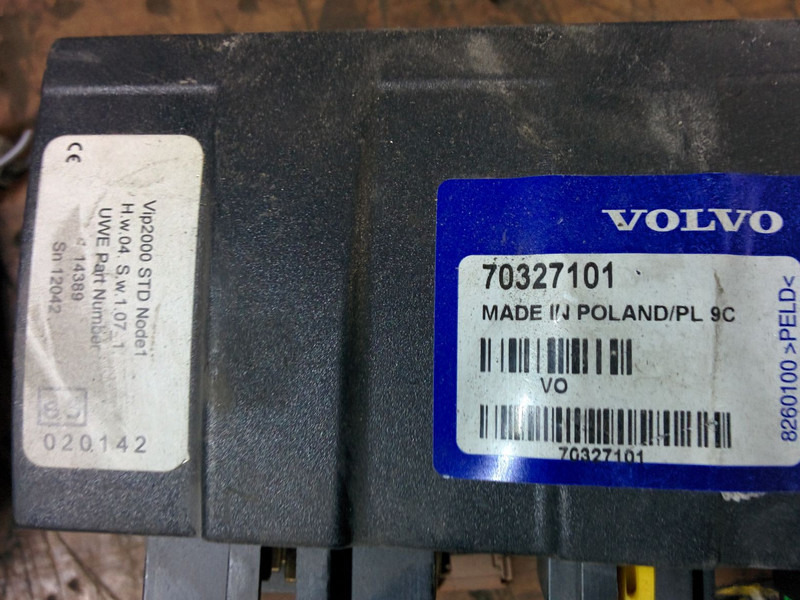 CE
Vip2000 STD Node1
H.w.04. S.w.1.07-1
UWE Part Number
14389
Sn 12042
020142
VOLVO
70327101
MADE IN POLAND/PL 9C
VO
70327101
8260100 >PELD<